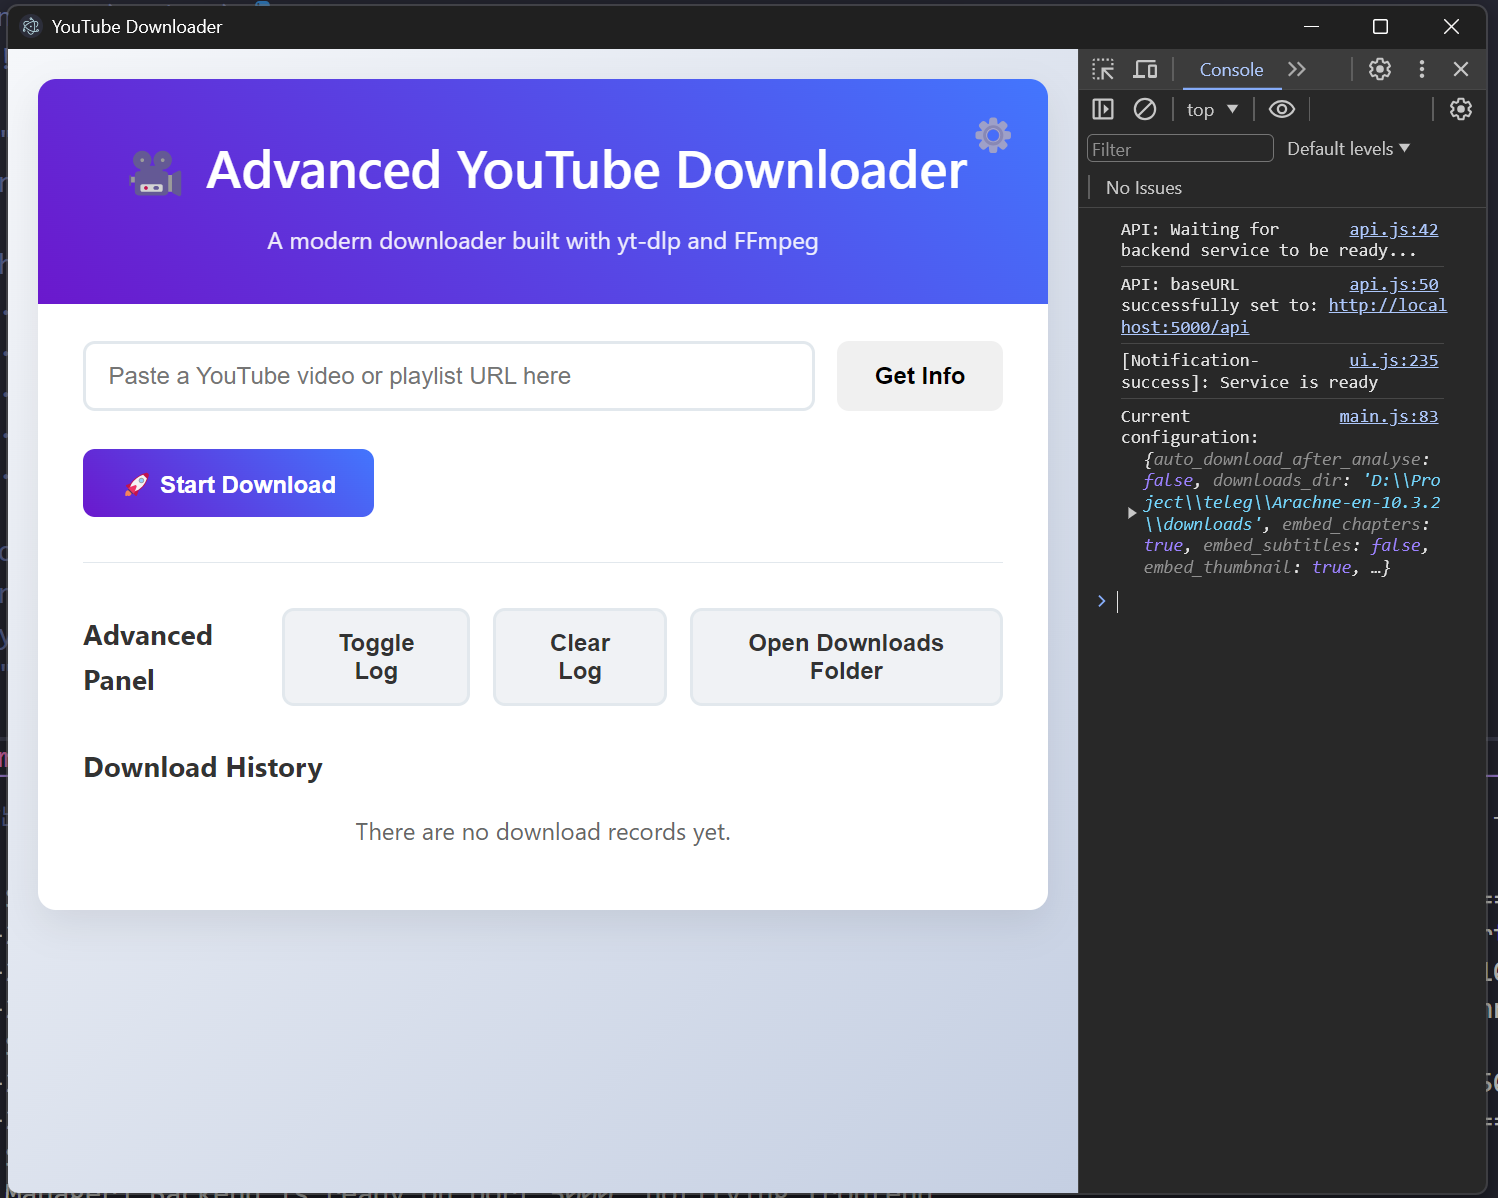 YouTube Downloader
Advanced YouTube Downloader
A modern downloader built with yt-dlp and FFmpeg
Paste a YouTube video or playlist URL here
Get Info
🚀 Start Download
Advanced
Panel
Toggle
Log
Clear
Log
Open Downloads
Folder
Download History
There are no download records yet.
Console
top
Filter
Default levels
No Issues
API: Waiting for api.js:42
backend service to be ready...
API: baseURL api.js:50
successfully set to: http://local
host:5000/api
[Notification- ui.js:235
success]: Service is ready
Current main.js:83
configuration:
{auto_download_after_analyse:
false, downloads_dir: 'D:\\Pro
ject\\teleg\\Arachne-en-10.3.2
\\downloads', embed_chapters:
true, embed_subtitles: false,
embed_thumbnail: true, …}